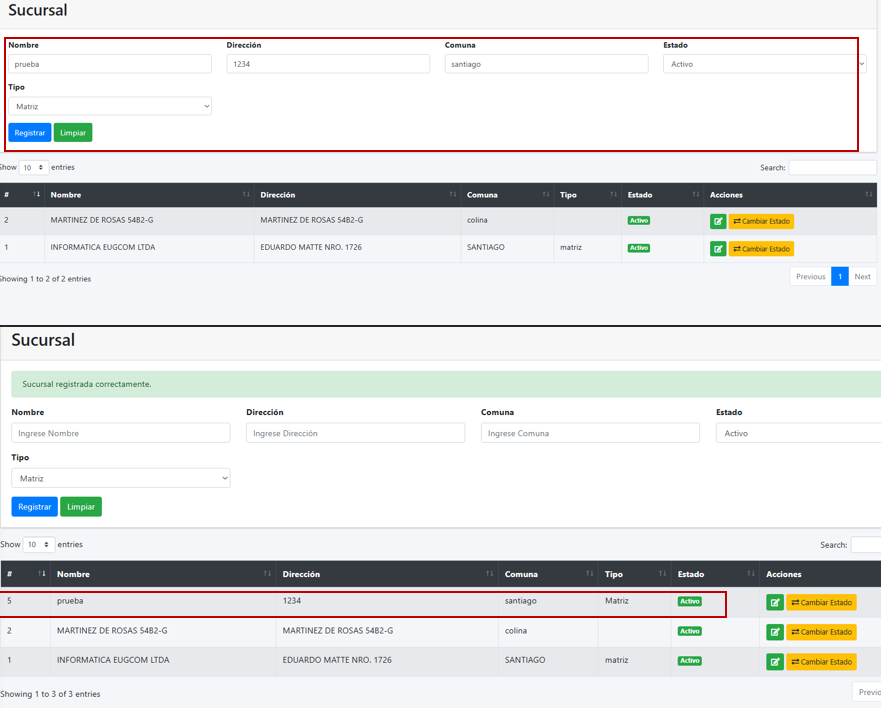 Sucursal
Nombre Dirección Comuna Estado
prueba 1234 santiago Activo
Tipo
Matriz
Registrar Limpiar
Show 10 entries Search:
# Nombre Dirección Comuna Tipo Estado Acciones
2 MARTINEZ DE ROSAS 54B2-G MARTINEZ DE ROSAS 54B2-G colina Activo Cambiar Estado
1 INFORMATICA EUGCOM LTDA EDUARDO MATTE NRO. 1726 SANTIAGO matriz Activo Cambiar Estado
Showing 1 to 2 of 2 entries Previous 1 Next
Sucursal
Sucursal registrada correctamente.
Nombre Dirección Comuna Estado
Ingrese Nombre Ingrese Dirección Ingrese Comuna Activo
Tipo
Matriz
Registrar Limpiar
Show 10 entries Search:
# Nombre Dirección Comuna Tipo Estado Acciones
5 prueba 1234 santiago Matriz Activo Cambiar Estado
2 MARTINEZ DE ROSAS 54B2-G MARTINEZ DE ROSAS 54B2-G colina Activo Cambiar Estado
1 INFORMATICA EUGCOM LTDA EDUARDO MATTE NRO. 1726 SANTIAGO matriz Activo Cambiar Estado
Showing 1 to 3 of 3 entries Previo